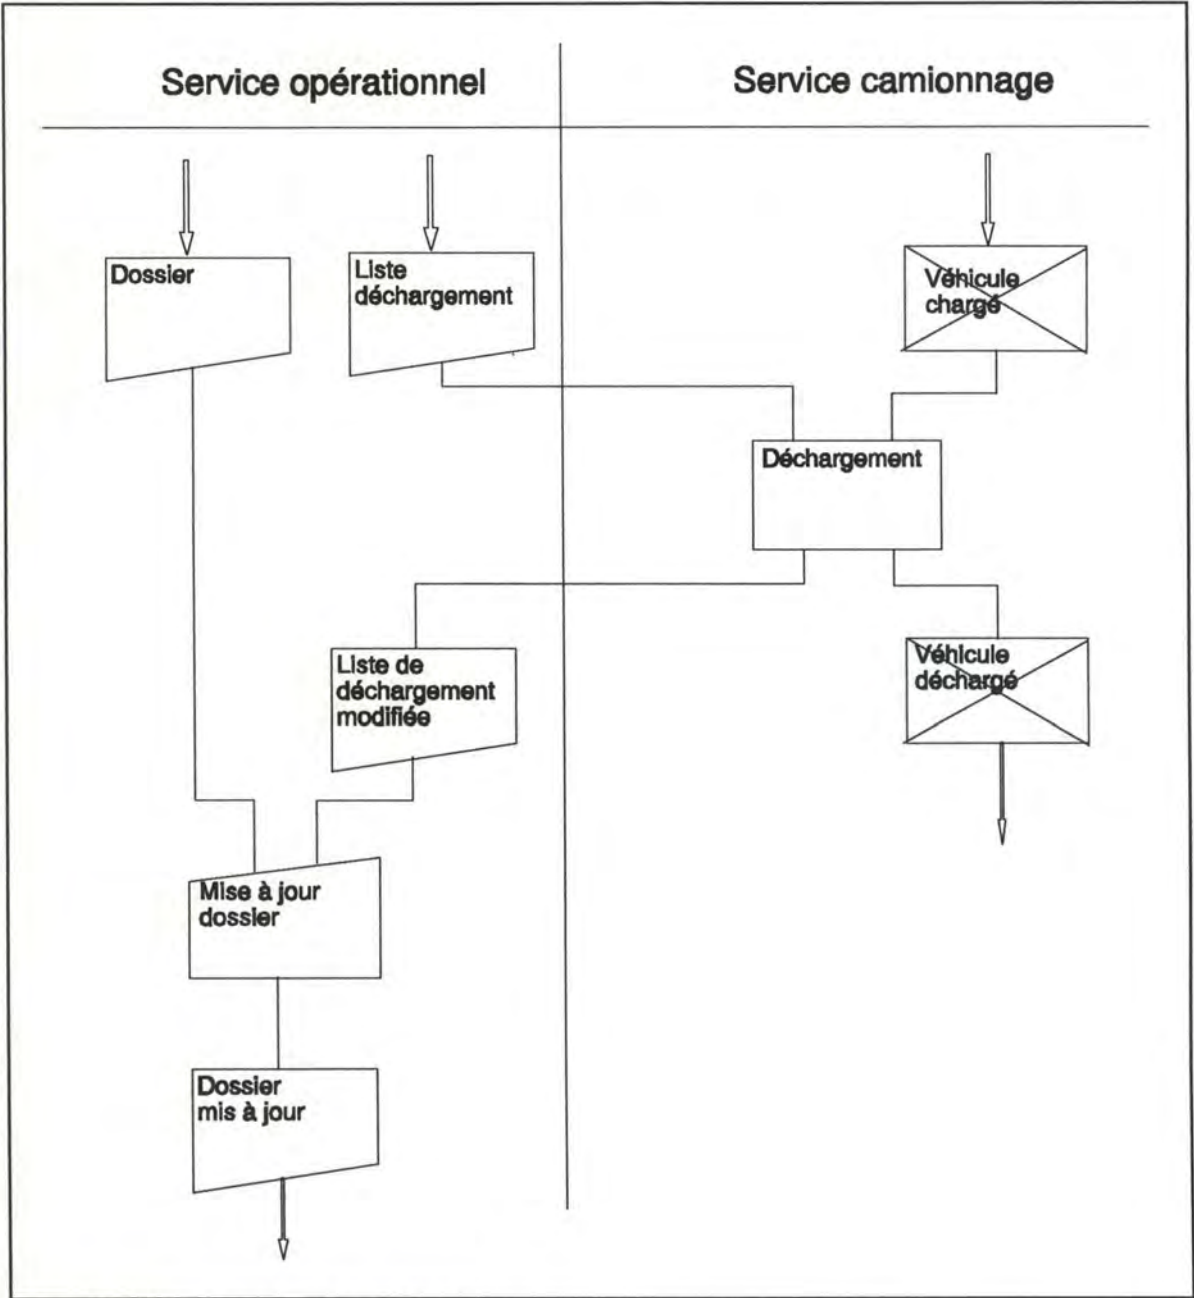 Service opérationnel
Service camionnage
Dossier
Liste
déchargement
Véhicule
chargé
Déchargement
Liste de
déchargement
modifiée
Véhicule
déchargé
Mise à jour
dossier
Dossier
mis à jour